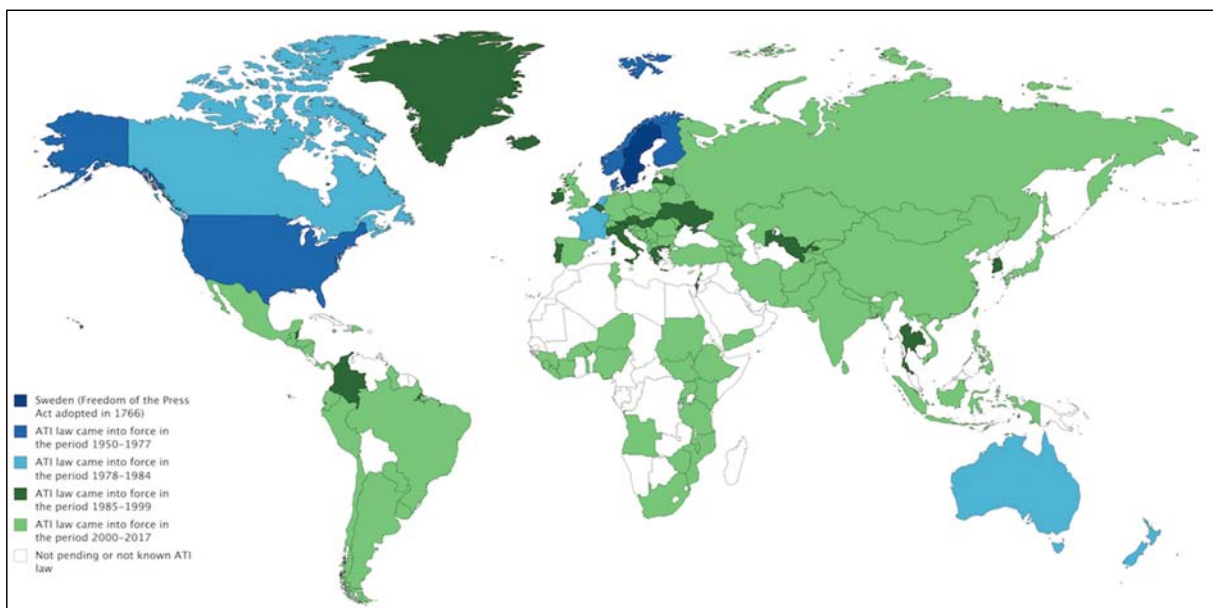 Sweden (Freedom of the Press
Act adopted in 1766)
ATI law came into force in
the period 1950–1977
ATI law came into force in
the period 1978–1984
ATI law came into force in
the period 1985–1999
ATI law came into force in
the period 2000–2017
Not pending or not known ATI
law